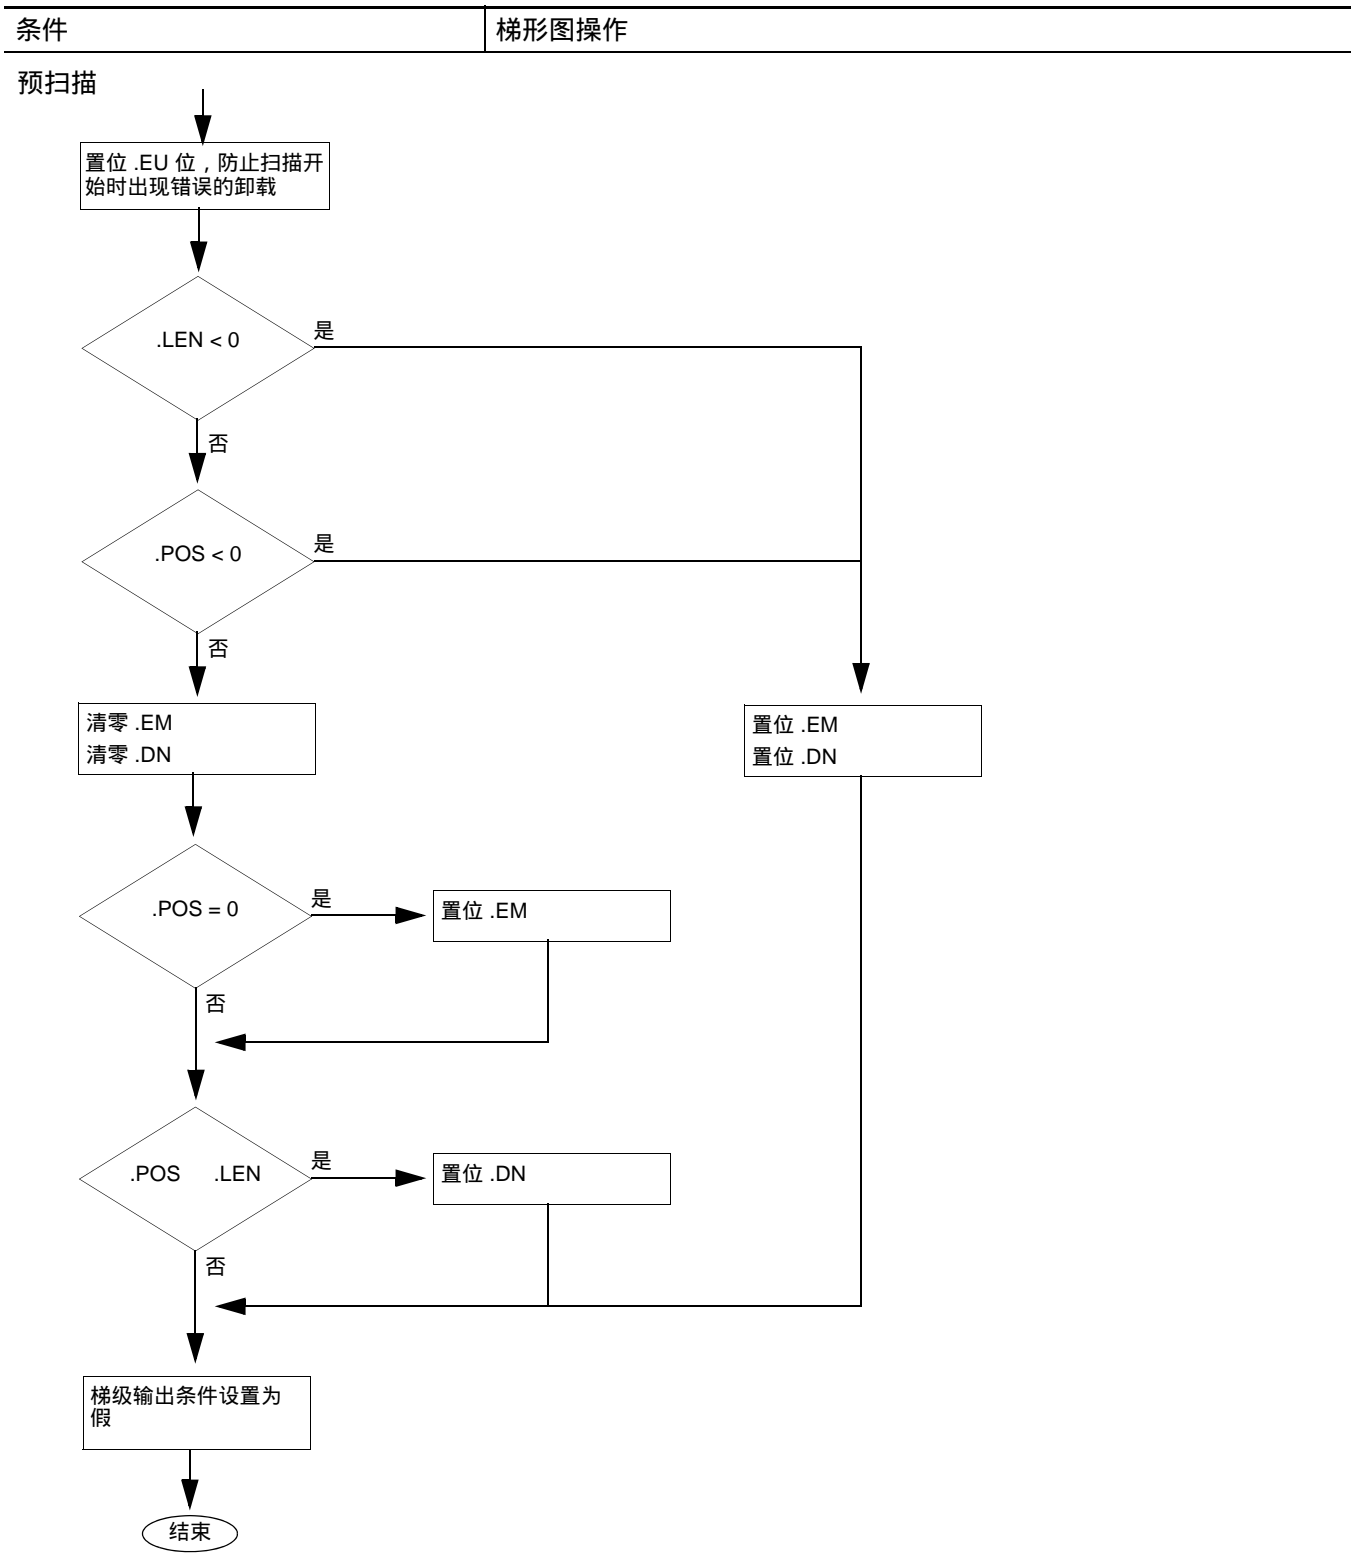 条件
梯形图操作
预扫描
置位 .EU 位，防止扫描开
始时出现错误的卸载
.LEN < 0
是
否
.POS < 0
是
否
清零 .EM
清零 .DN
置位 .EM
置位 .DN
.POS = 0
是
置位 .EM
否
.POS .LEN
是
置位 .DN
否
梯级输出条件设置为
假
结束